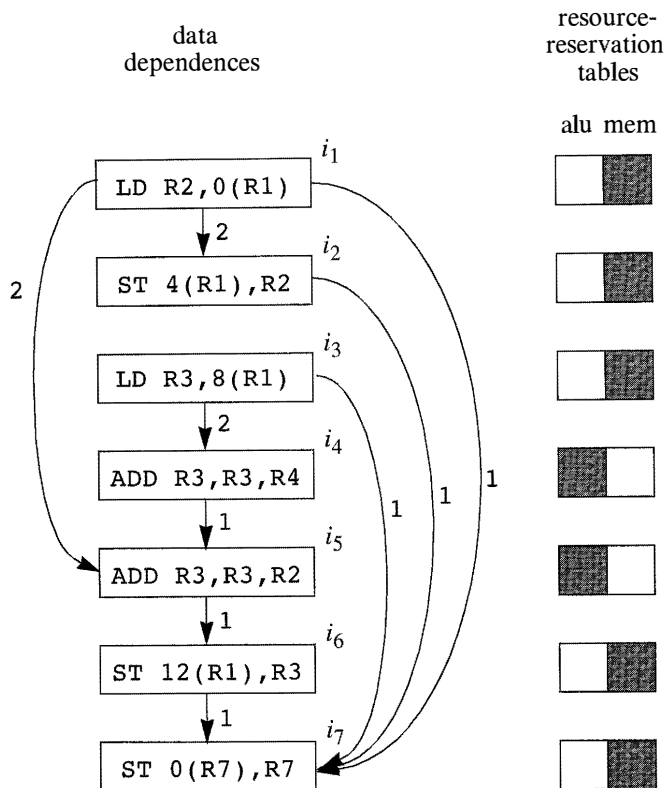 data
dependences
resource-
reservation
tables
alu mem
i1
LD R2,0(R1)
2
i2
2
ST 4(R1),R2
i3
LD R3,8(R1)
2
i4
ADD R3,R3,R4
1
1
1
1
i5
ADD R3,R3,R2
1
i6
ST 12(R1),R3
1
i7
ST 0(R7),R7